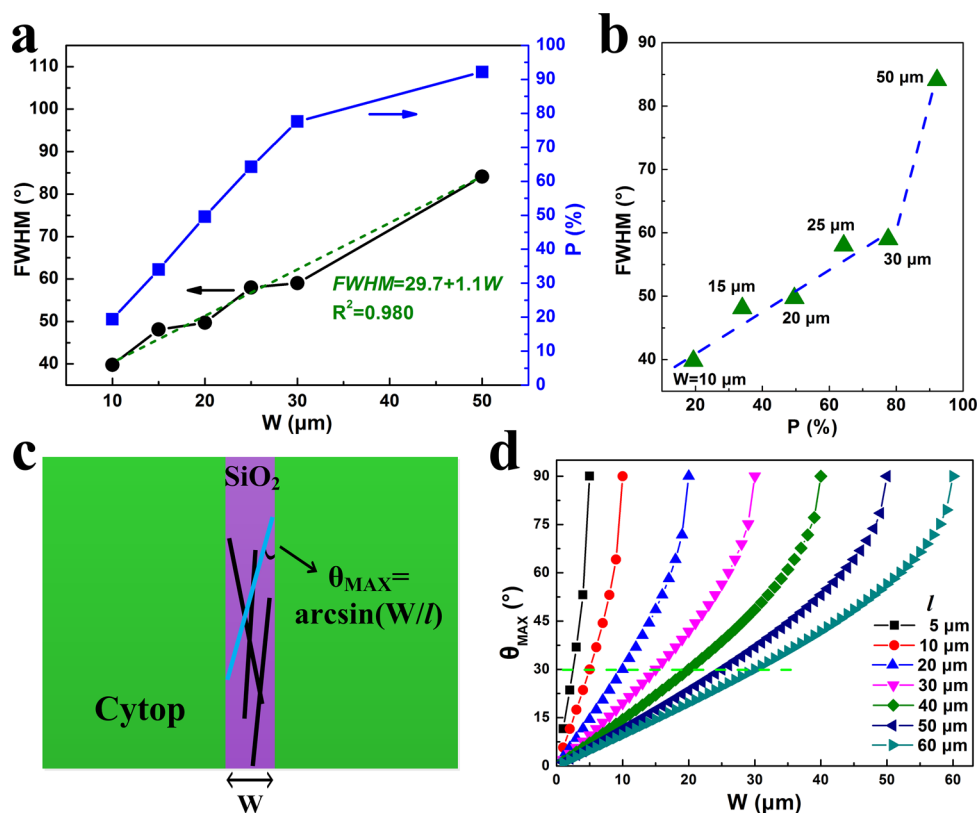 a
FWHM (°)
110
100
90
80
70
60
50
40
100
90
80
70
60
50
40
30
20
10
0
P (%)
FWHM=29.7+1.1W
R²=0.980
10
20
30
40
50
W (µm)
b
FWHM (°)
90
80
70
60
50
40
50 µm
25 µm
30 µm
15 µm
20 µm
W=10 µm
20
40
60
80
100
P (%)
c
SiO₂
θMAX=
arcsin(W/l)
Cytop
W
d
θMAX (°)
90
75
60
45
30
15
0
l
5 µm
10 µm
20 µm
30 µm
40 µm
50 µm
60 µm
0
10
20
30
40
50
60
W (µm)